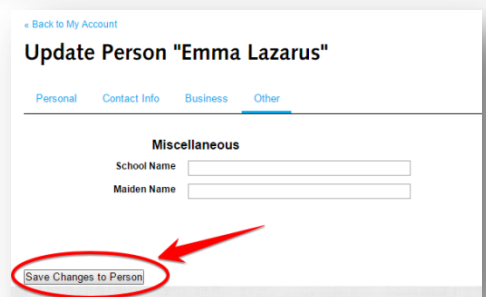 « Back to My Account
Update Person "Emma Lazarus"
Personal Contact Info Business Other
Miscellaneous
School Name
Maiden Name
Save Changes to Person